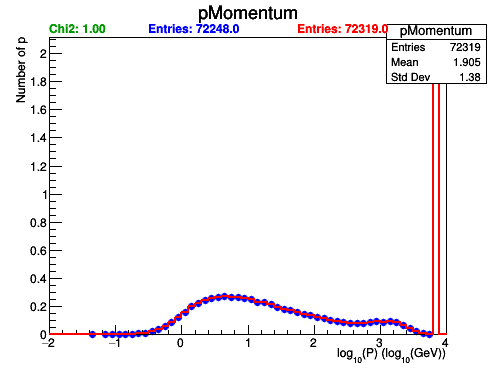 pMomentum
Chi2: 1.00 Entries: 72248.0 Entries: 72319.0
pMomentum
Entries 72319
Mean 1.905
Std Dev 1.38
Number of p
2
1.8
1.6
1.4
1.2
1
0.8
0.6
0.4
0.2
0
−2 −1 0 1 2 3 4
log₁₀(P) (log₁₀(GeV))